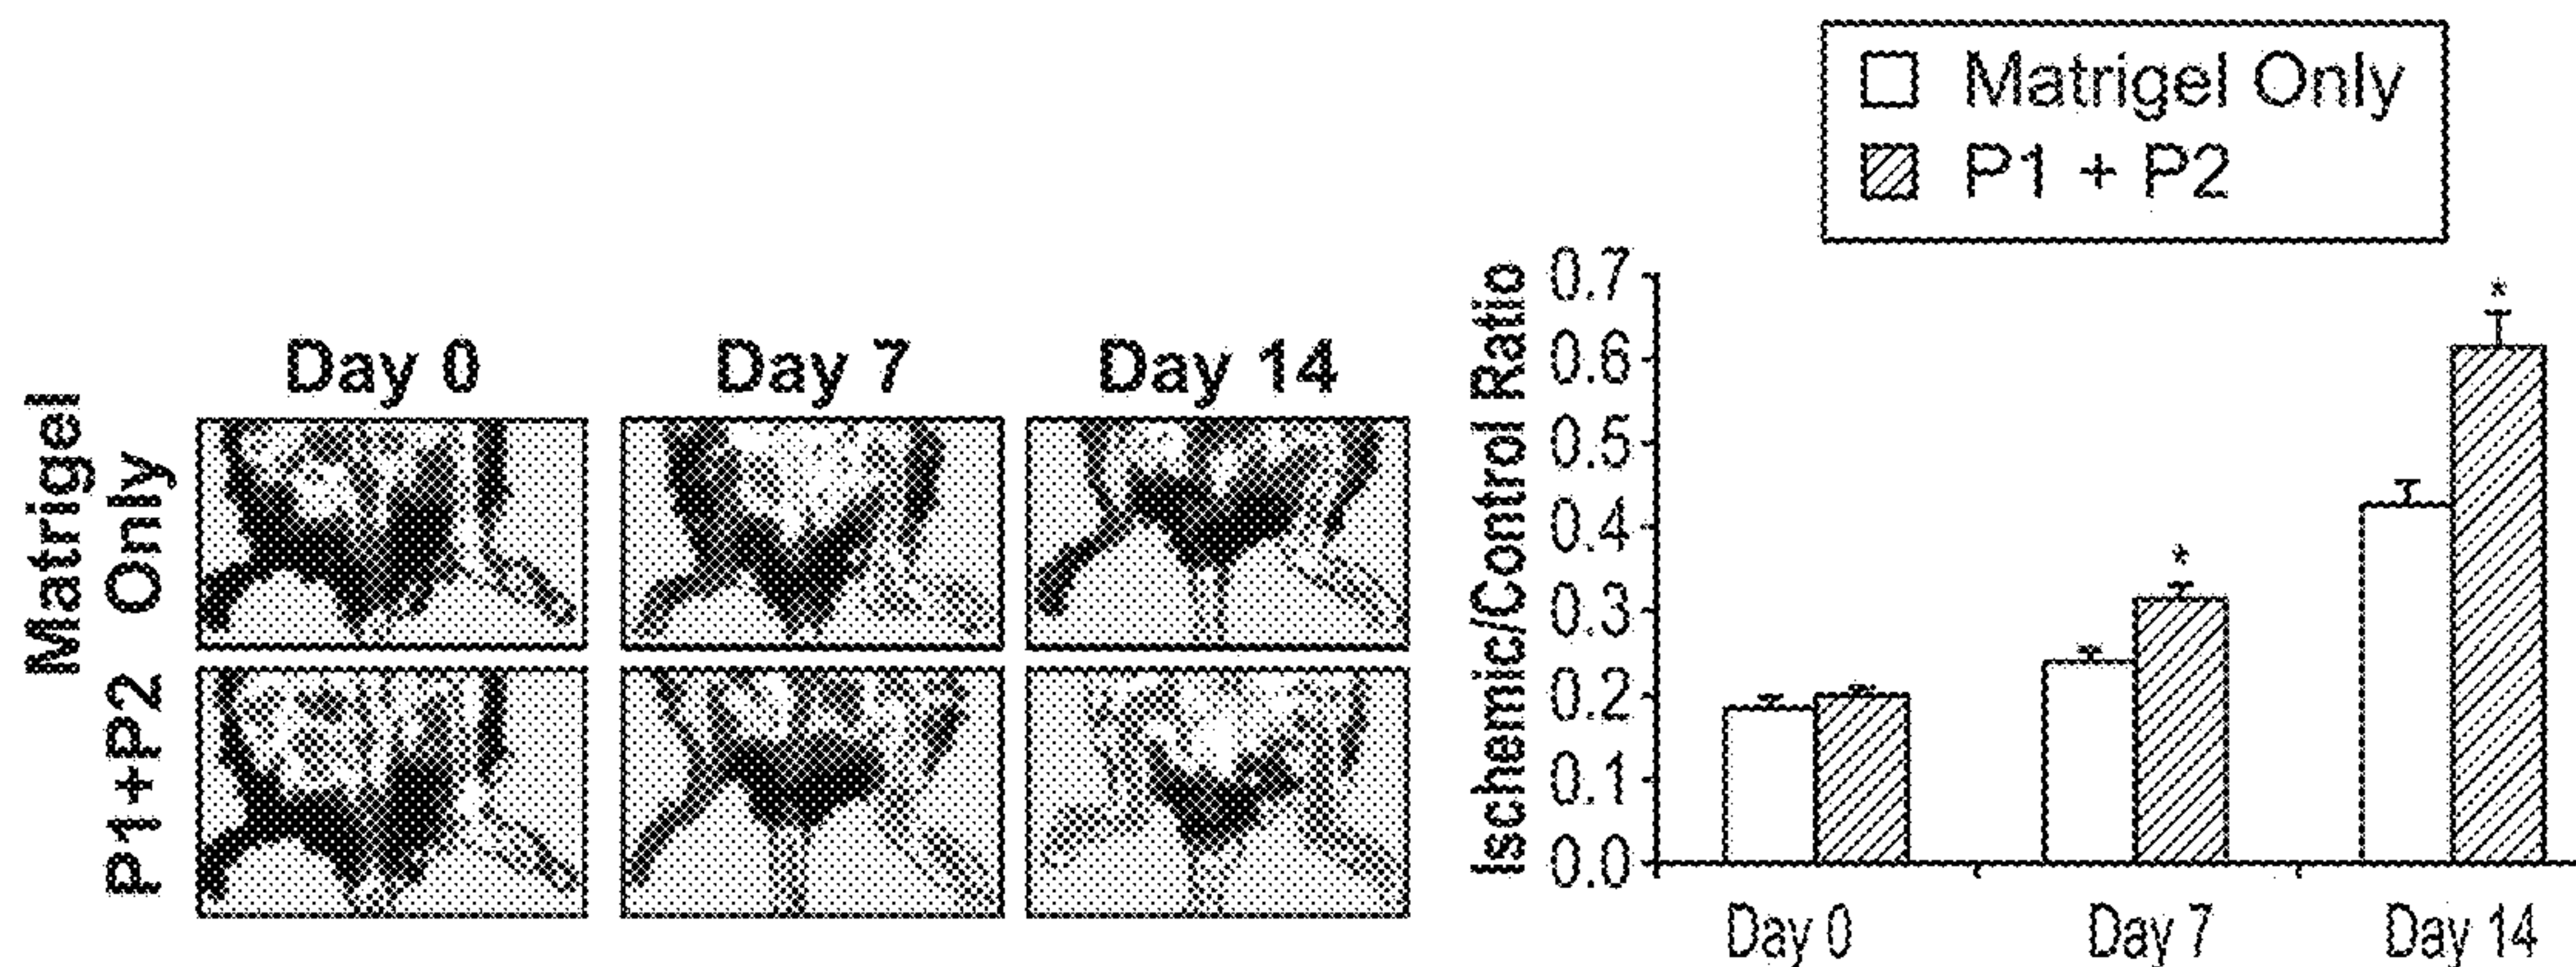 Matrigel Only
P1 + P2
Day 0 Day 7 Day 14
Matrigel
Only
P1+P2
Ischemic/Control Ratio
0.7
0.6
0.5
0.4
0.3
0.2
0.1
0.0
*
*
Day 0 Day 7 Day 14